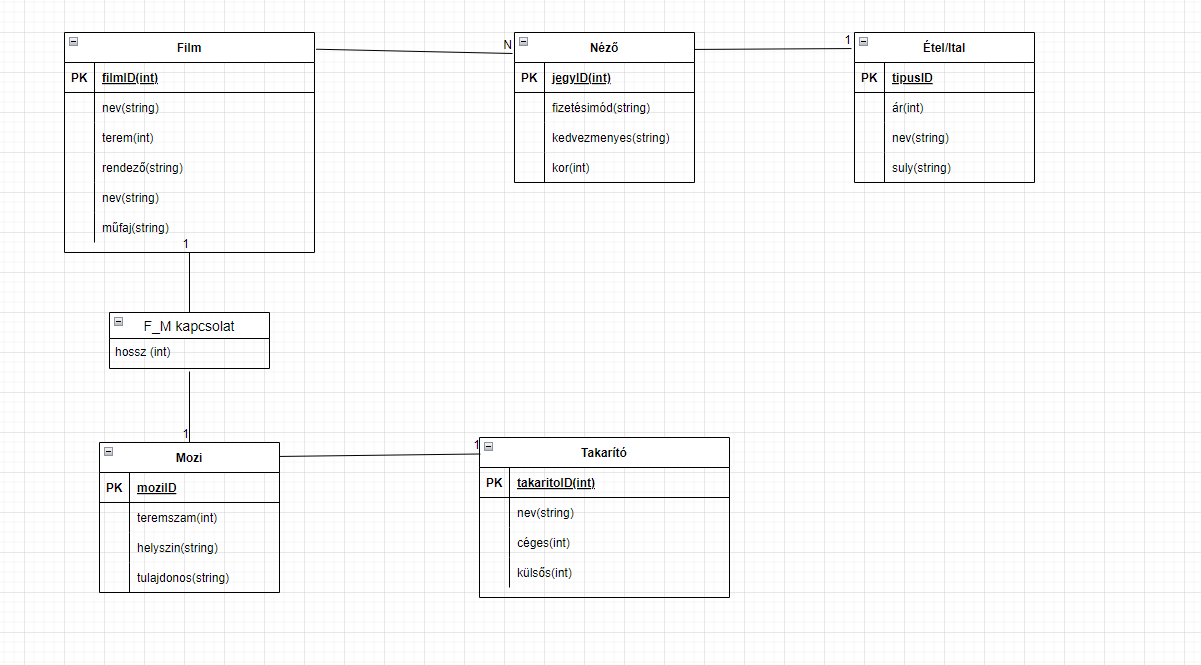 Film
PK filmID(int)
nev(string)
terem(int)
rendező(string)
nev(string)
műfaj(string)
1
N
Néző
PK jegyID(int)
fizetésimód(string)
kedvezmenyes(string)
kor(int)
1
Étel/Ital
PK tipusID
ár(int)
nev(string)
suly(string)
F_M kapcsolat
hossz (int)
1
Mozi
PK moziID
teremszam(int)
helyszin(string)
tulajdonos(string)
1
Takarító
PK takaritoID(int)
nev(string)
céges(int)
külsős(int)